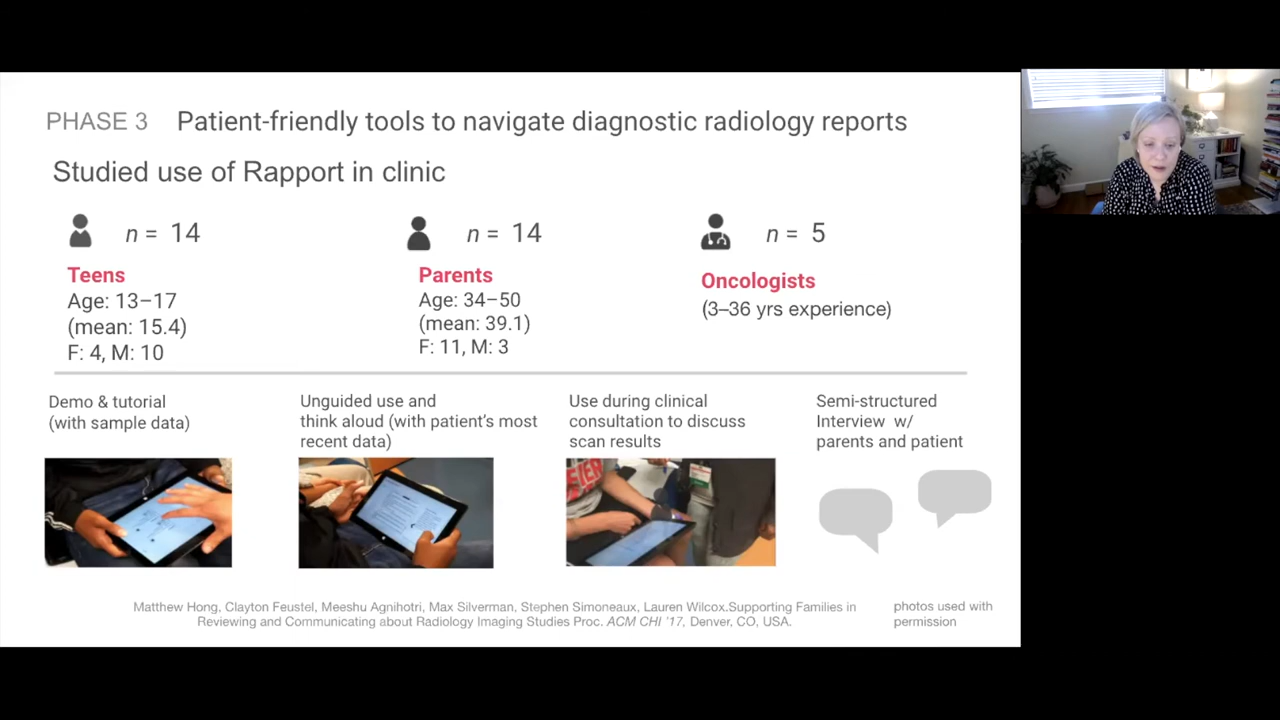 PHASE 3 Patient-friendly tools to navigate diagnostic radiology reports
Studied use of Rapport in clinic
n = 14
Teens
Age: 13–17
(mean: 15.4)
F: 4, M: 10
n = 14
Parents
Age: 34–50
(mean: 39.1)
F: 11, M: 3
n = 5
Oncologists
(3–36 yrs experience)
Demo & tutorial
(with sample data)
Unguided use and
think aloud (with patient's most
recent data)
Use during clinical
consultation to discuss
scan results
Semi-structured
Interview w/
parents and patient
Matthew Hong, Clayton Feustel, Meeshu Agnihotri, Max Silverman, Stephen Simoneaux, Lauren Wilcox.Supporting Families in
Reviewing and Communicating about Radiology Imaging Studies Proc. ACM CHI '17, Denver, CO, USA.
photos used with
permission